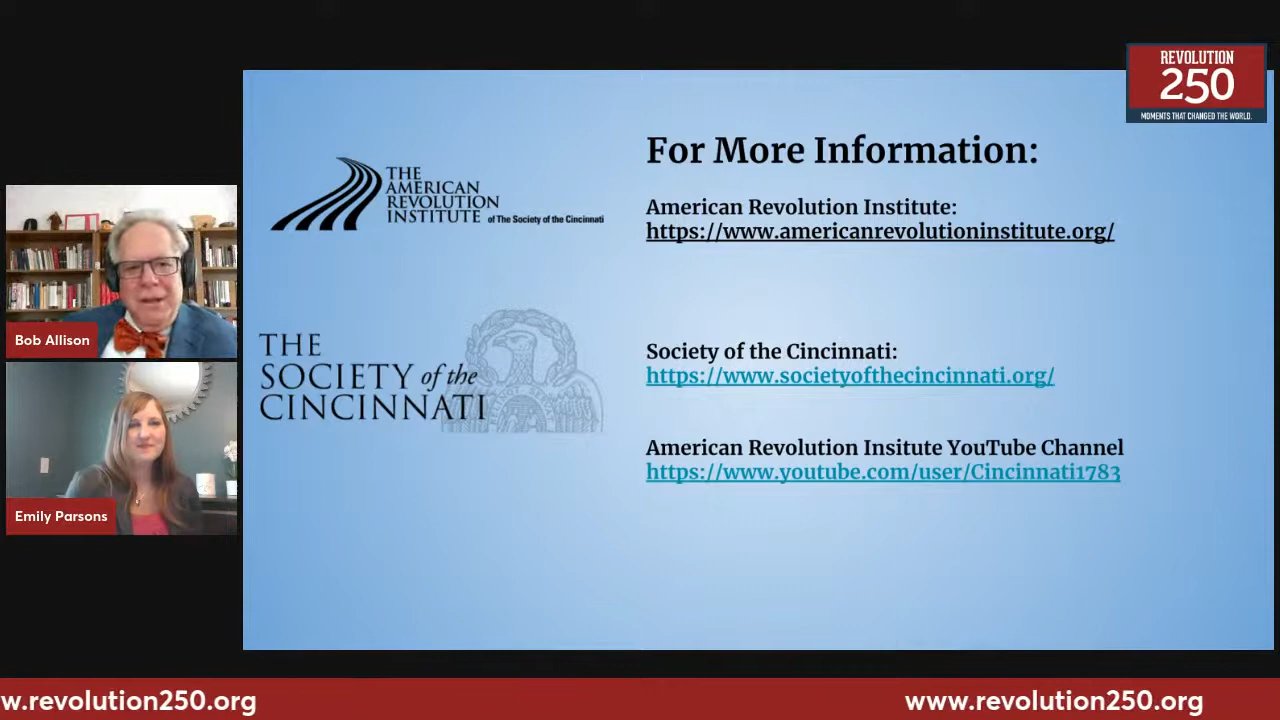 REVOLUTION
250
MOMENTS THAT CHANGED THE WORLD.
For More Information:
THE
AMERICAN
REVOLUTION
INSTITUTE of The Society of the Cincinnati
American Revolution Institute:
https://www.americanrevolutioninstitute.org/
Bob Allison
THE
SOCIETY of the
CINCINNATI
Society of the Cincinnati:
https://www.societyofthecincinnati.org/
American Revolution Insitute YouTube Channel
https://www.youtube.com/user/Cincinnati1783
Emily Parsons
w.revolution250.org
www.revolution250.org